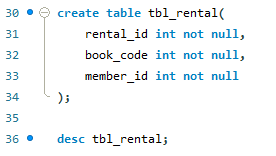 30 create table tbl_rental(
31 rental_id int not null,
32 book_code int not null,
33 member_id int not null
34 );
35
36 desc tbl_rental;